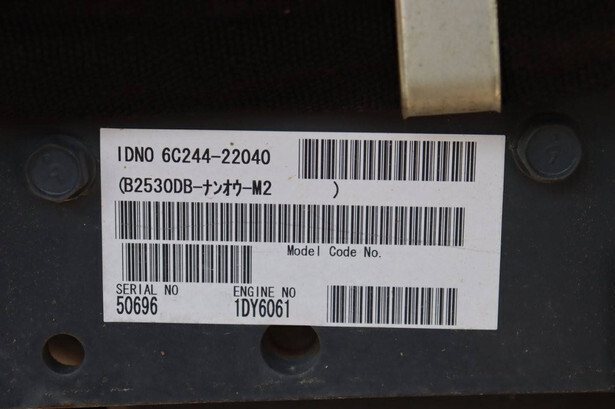 IDNO 6C244-22040
(B2530DB-ﾅﾝｵｳ-M2 )
Model Code No.
SERIAL NO ENGINE NO
50696 1DY6061